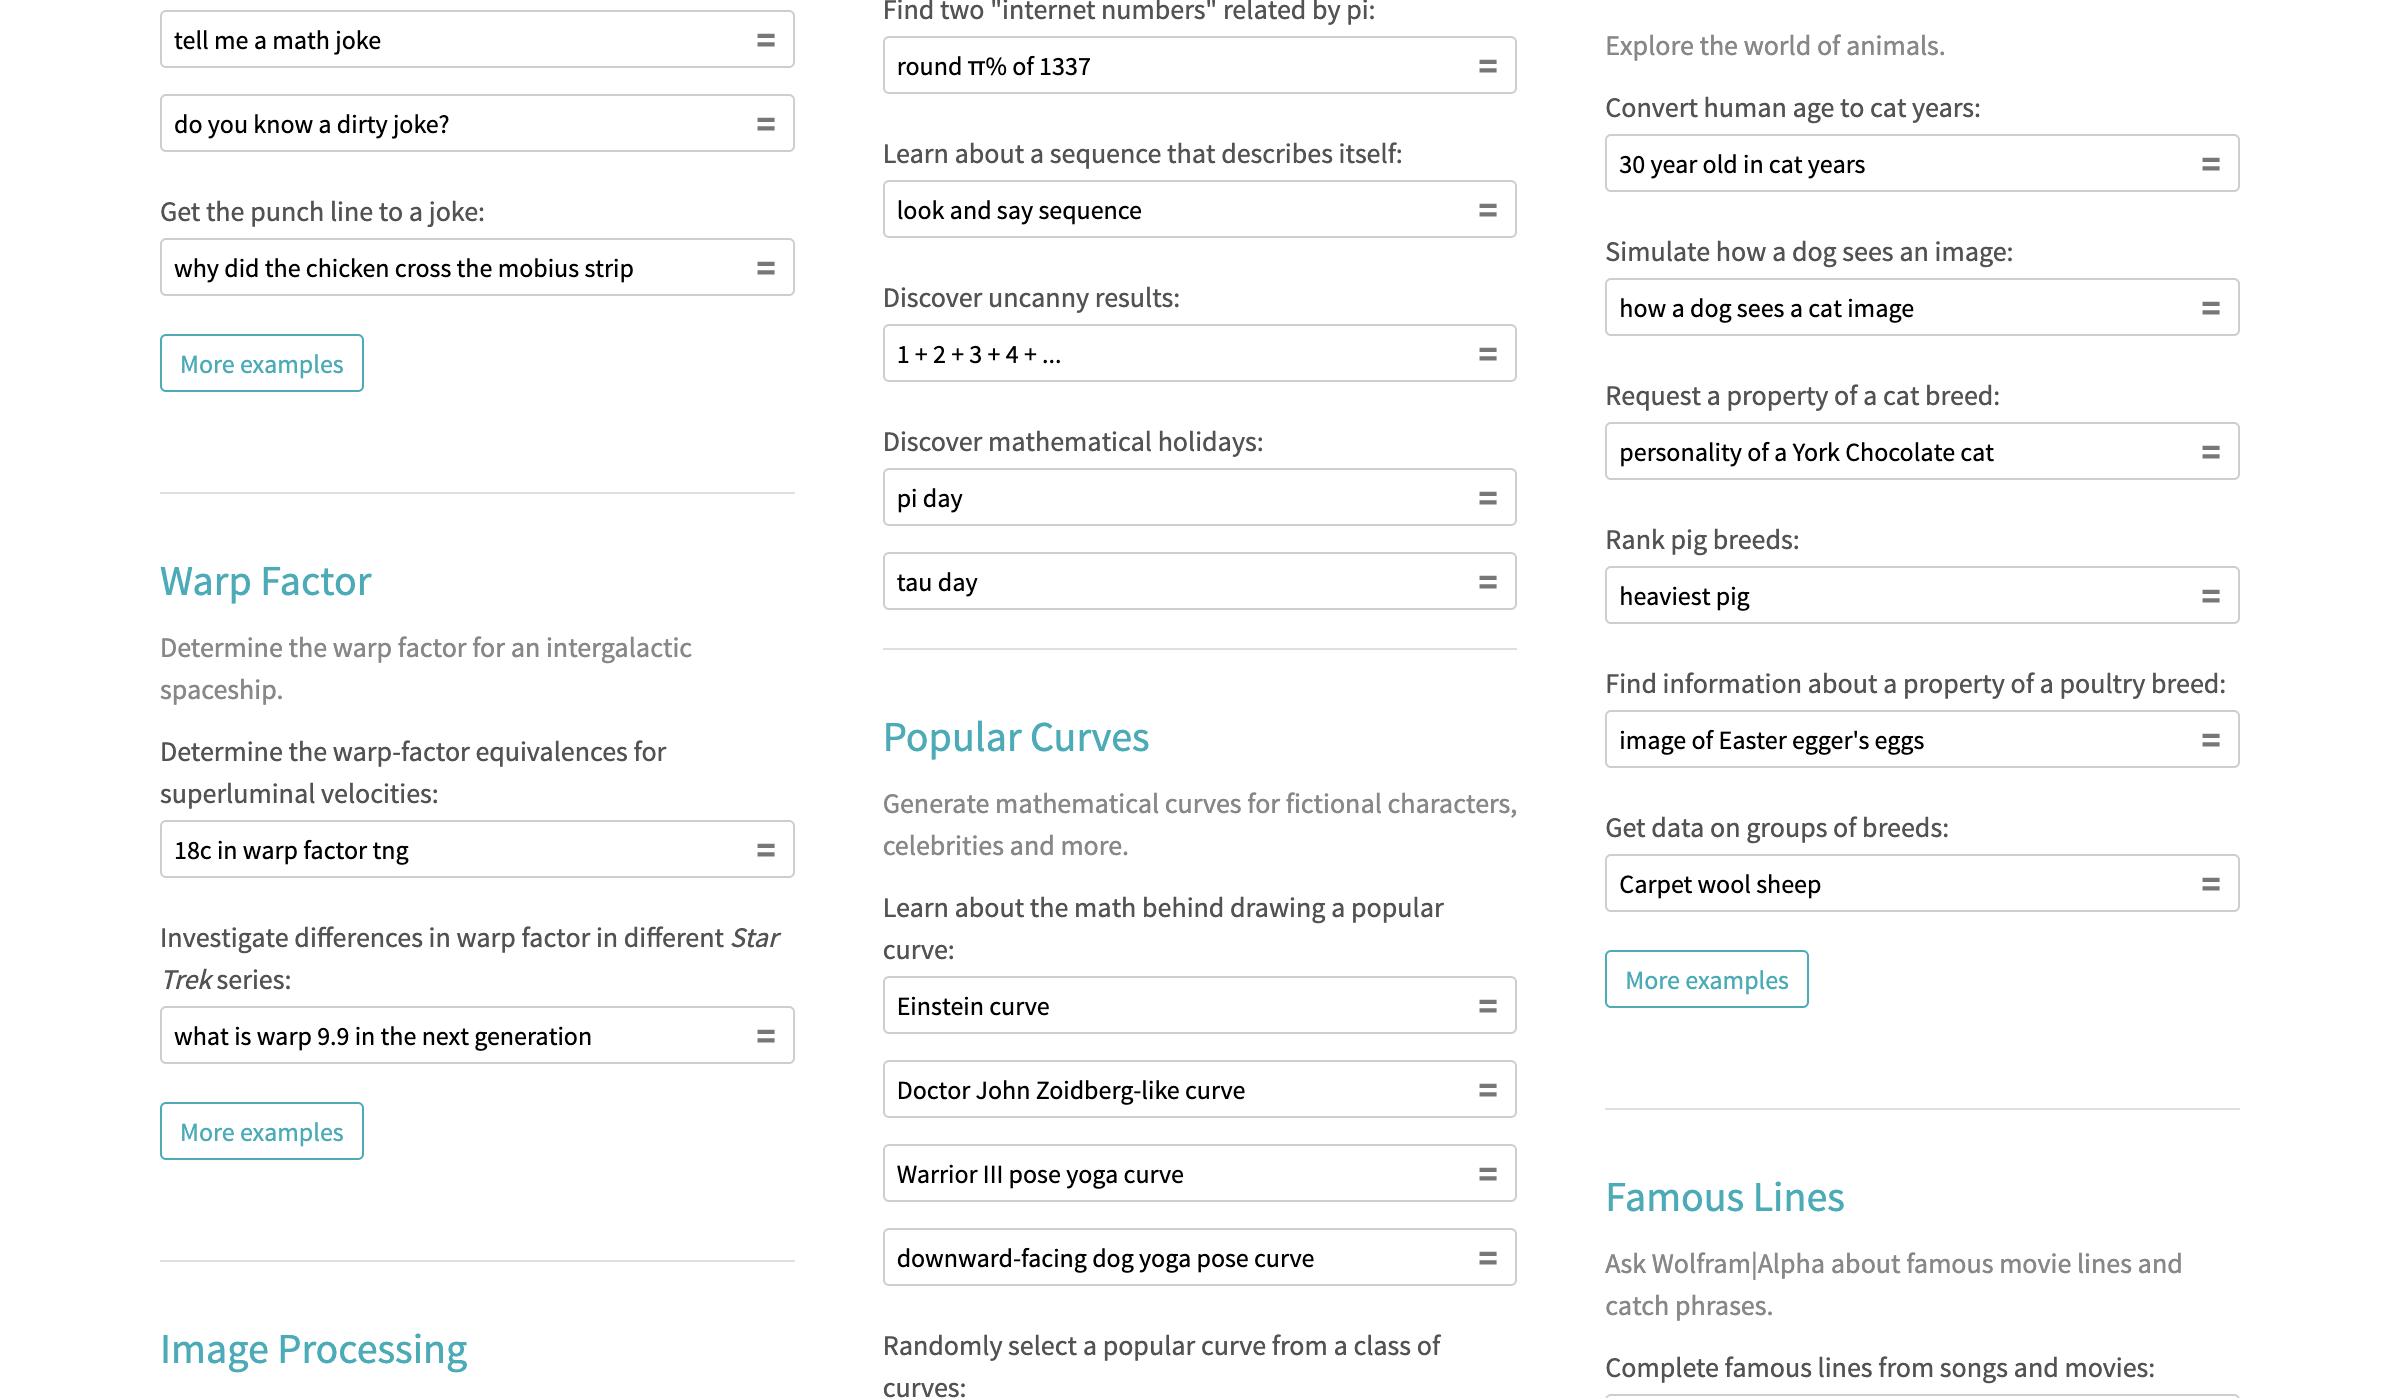 tell me a math joke =
do you know a dirty joke? =
Get the punch line to a joke:
why did the chicken cross the mobius strip =
More examples
Warp Factor
Determine the warp factor for an intergalactic
spaceship.
Determine the warp-factor equivalences for
superluminal velocities:
18c in warp factor tng =
Investigate differences in warp factor in different Star
Trek series:
what is warp 9.9 in the next generation =
More examples
Image Processing
Find two "internet numbers" related by pi:
round π% of 1337 =
Learn about a sequence that describes itself:
look and say sequence =
Discover uncanny results:
1 + 2 + 3 + 4 + ... =
Discover mathematical holidays:
pi day =
tau day =
Popular Curves
Generate mathematical curves for fictional characters,
celebrities and more.
Learn about the math behind drawing a popular
curve:
Einstein curve =
Doctor John Zoidberg-like curve =
Warrior III pose yoga curve =
downward-facing dog yoga pose curve =
Randomly select a popular curve from a class of
curves:
Explore the world of animals.
Convert human age to cat years:
30 year old in cat years =
Simulate how a dog sees an image:
how a dog sees a cat image =
Request a property of a cat breed:
personality of a York Chocolate cat =
Rank pig breeds:
heaviest pig =
Find information about a property of a poultry breed:
image of Easter egger's eggs =
Get data on groups of breeds:
Carpet wool sheep =
More examples
Famous Lines
Ask Wolfram|Alpha about famous movie lines and
catch phrases.
Complete famous lines from songs and movies: